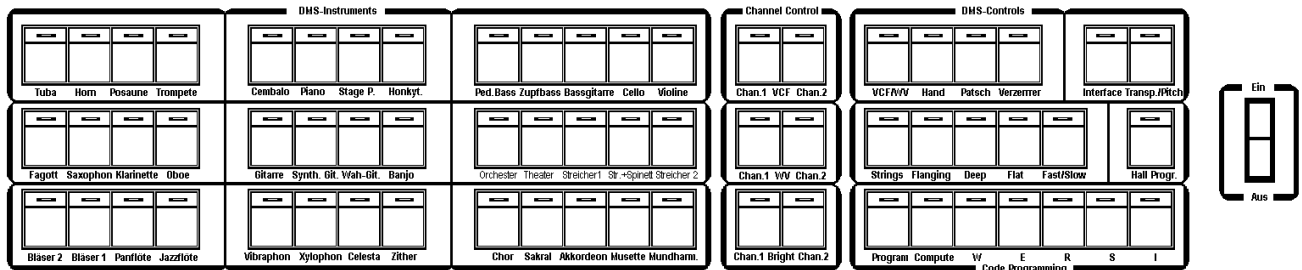 DMS-Instruments Channel Control DMS-Controls
Tuba Horn Posaune Trompete Cembalo Piano Stage P. Honkyt. Ped.Bass Zupfbass Bassgitarre Cello Violine Chan.1 VCF Chan.2 VCF/WV Hand Patsch Verzerrrer Interface Transp./Pitch Ein
Fagott Saxophon Klarinette Oboe Gitarre Synth. Git. Wah-Git. Banjo Orchester Theater Streicher1 Str.+Spinett Streicher 2 Chan.1 WV Chan.2 Strings Flanging Deep Flat Fast/Slow Hall Progr.
Aus
Bläser 2 Bläser 1 Panflöte Jazzflöte Vibraphon Xylophon Celesta Zither Chor Sakral Akkordeon Musette Mundharm. Chan.1 Bright Chan.2 Program Compute W E R S I
Code Programming